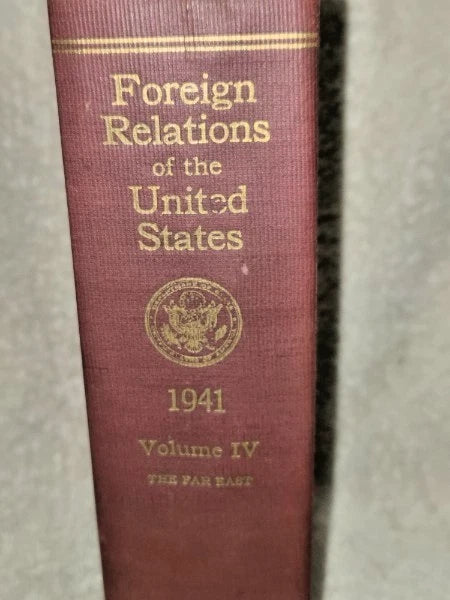 Foreign
Relations
of the
United
States
1941
Volume IV
THE FAR EAST